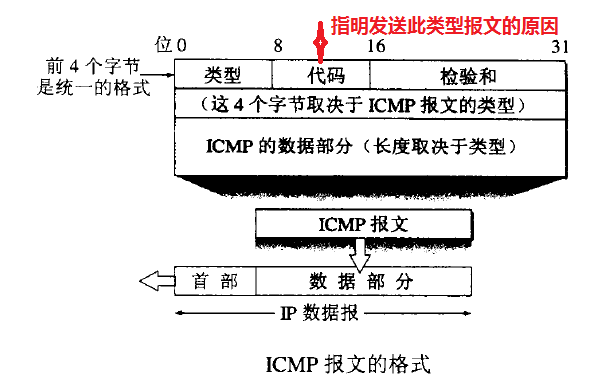 指明发送此类型报文的原因
位 0 8 16 31
前 4 个字节
是统一的格式
类型 代码 检验和
（这 4 个字节取决于 ICMP 报文的类型）
ICMP 的数据部分（长度取决于类型）
ICMP 报文
首部 数据部分
IP 数据报
ICMP 报文的格式